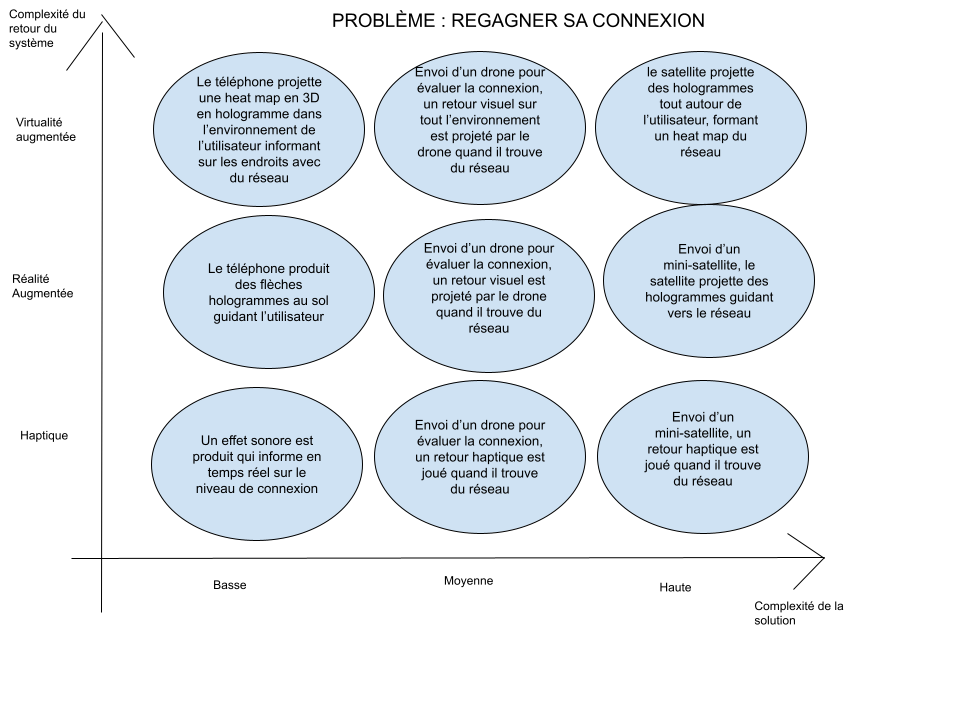 Complexité du
retour du
système
PROBLÈME : REGAGNER SA CONNEXION
Virtualité
augmentée
Le téléphone projette
une heat map en 3D
en hologramme dans
l’environnement de
l’utilisateur informant
sur les endroits avec
du réseau
Envoi d’un drone pour
évaluer la connexion,
un retour visuel sur
tout l’environnement
est projeté par le
drone quand il trouve
du réseau
le satellite projette
des hologrammes
tout autour de
l’utilisateur, formant
un heat map du
réseau
Réalité
Augmentée
Le téléphone produit
des flèches
hologrammes au sol
guidant l’utilisateur
Envoi d’un drone pour
évaluer la connexion,
un retour visuel est
projeté par le drone
quand il trouve du
réseau
Envoi d’un
mini-satellite, le
satellite projette des
hologrammes guidant
vers le réseau
Haptique
Un effet sonore est
produit qui informe en
temps réel sur le
niveau de connexion
Envoi d’un drone pour
évaluer la connexion,
un retour haptique est
joué quand il trouve
du réseau
Envoi d’un
mini-satellite, un
retour haptique est
joué quand il trouve
du réseau
Basse
Moyenne
Haute
Complexité de la
solution